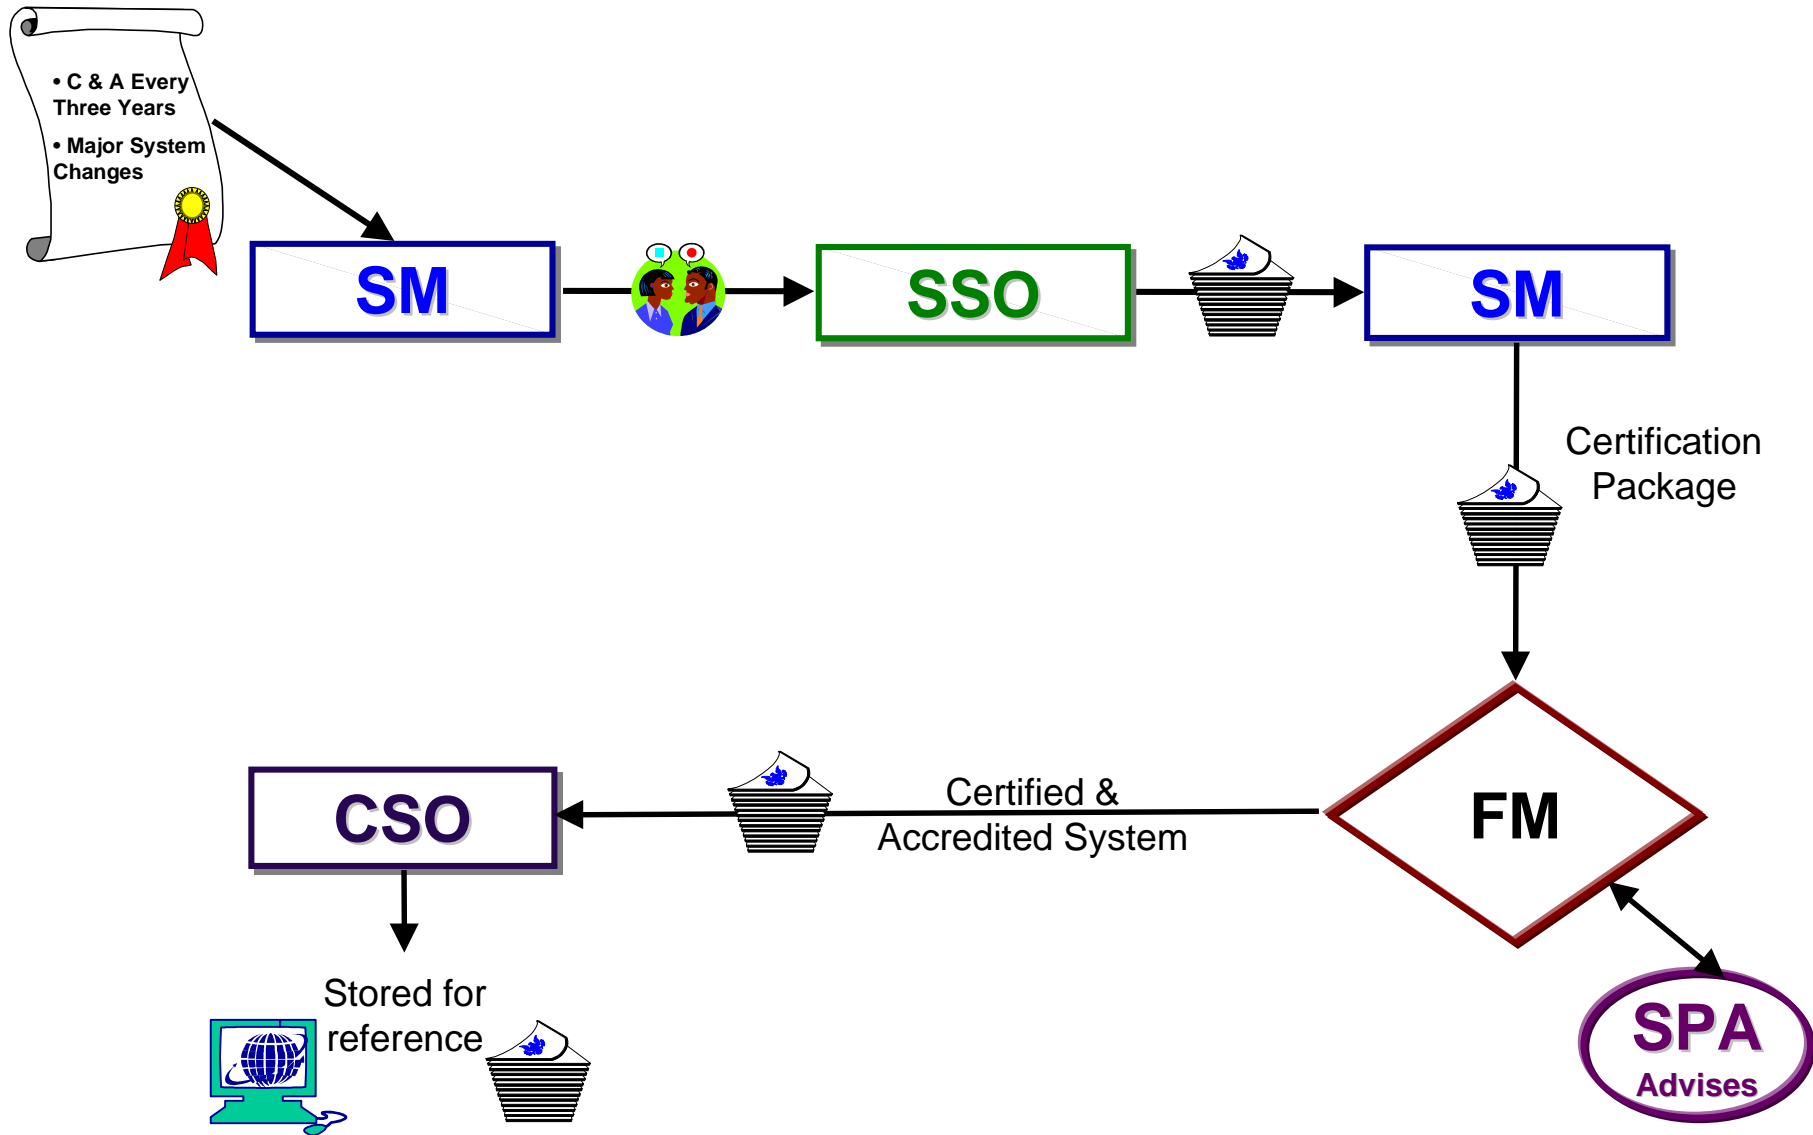 • C & A Every
Three Years
• Major System
Changes
SM
SSO
SM
Certification
Package
FM
Certified &
Accredited System
CSO
SPA
Advises
Stored for
reference